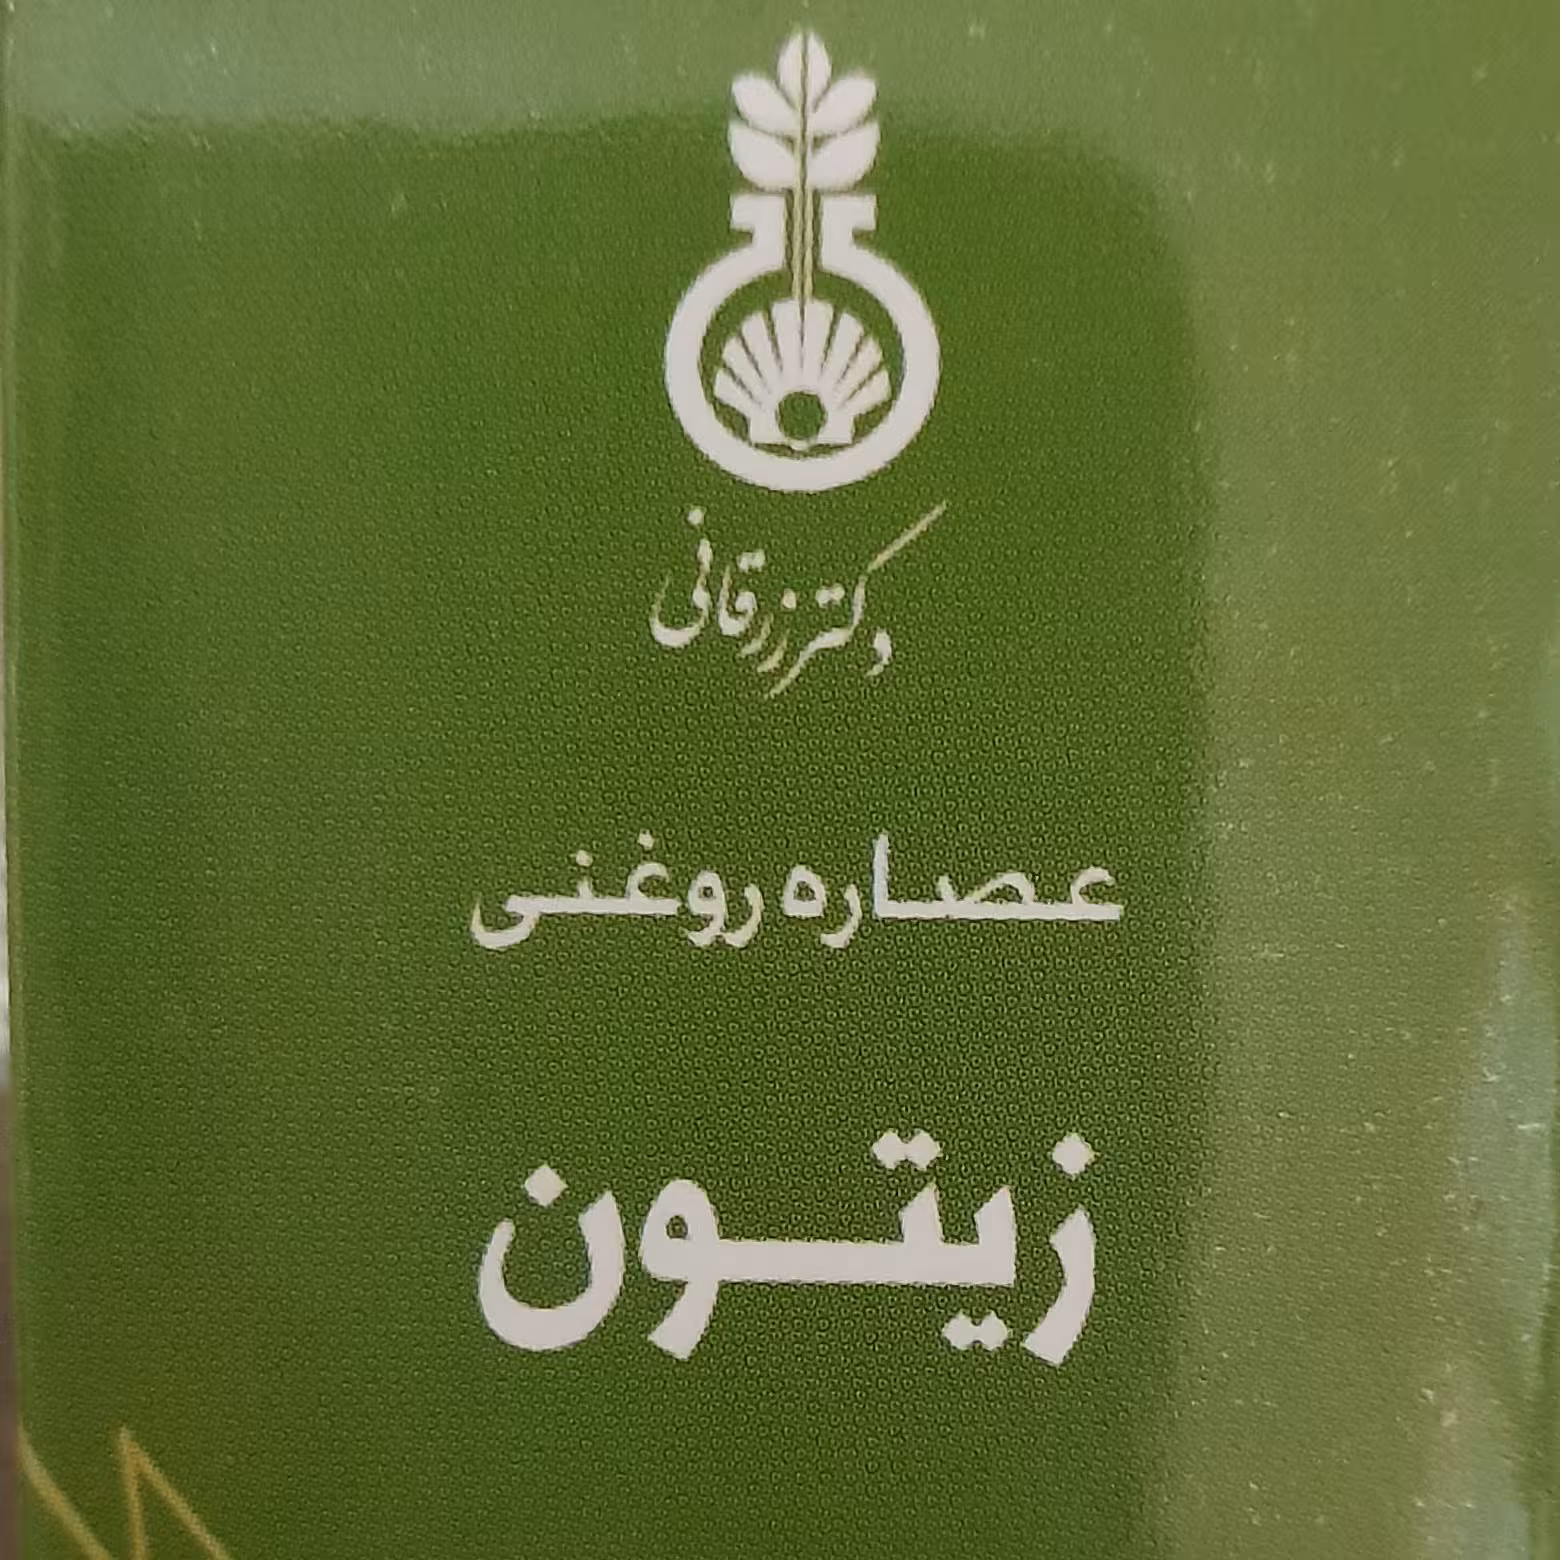 دکتر زرقانی
عصاره روغنی
زیتون